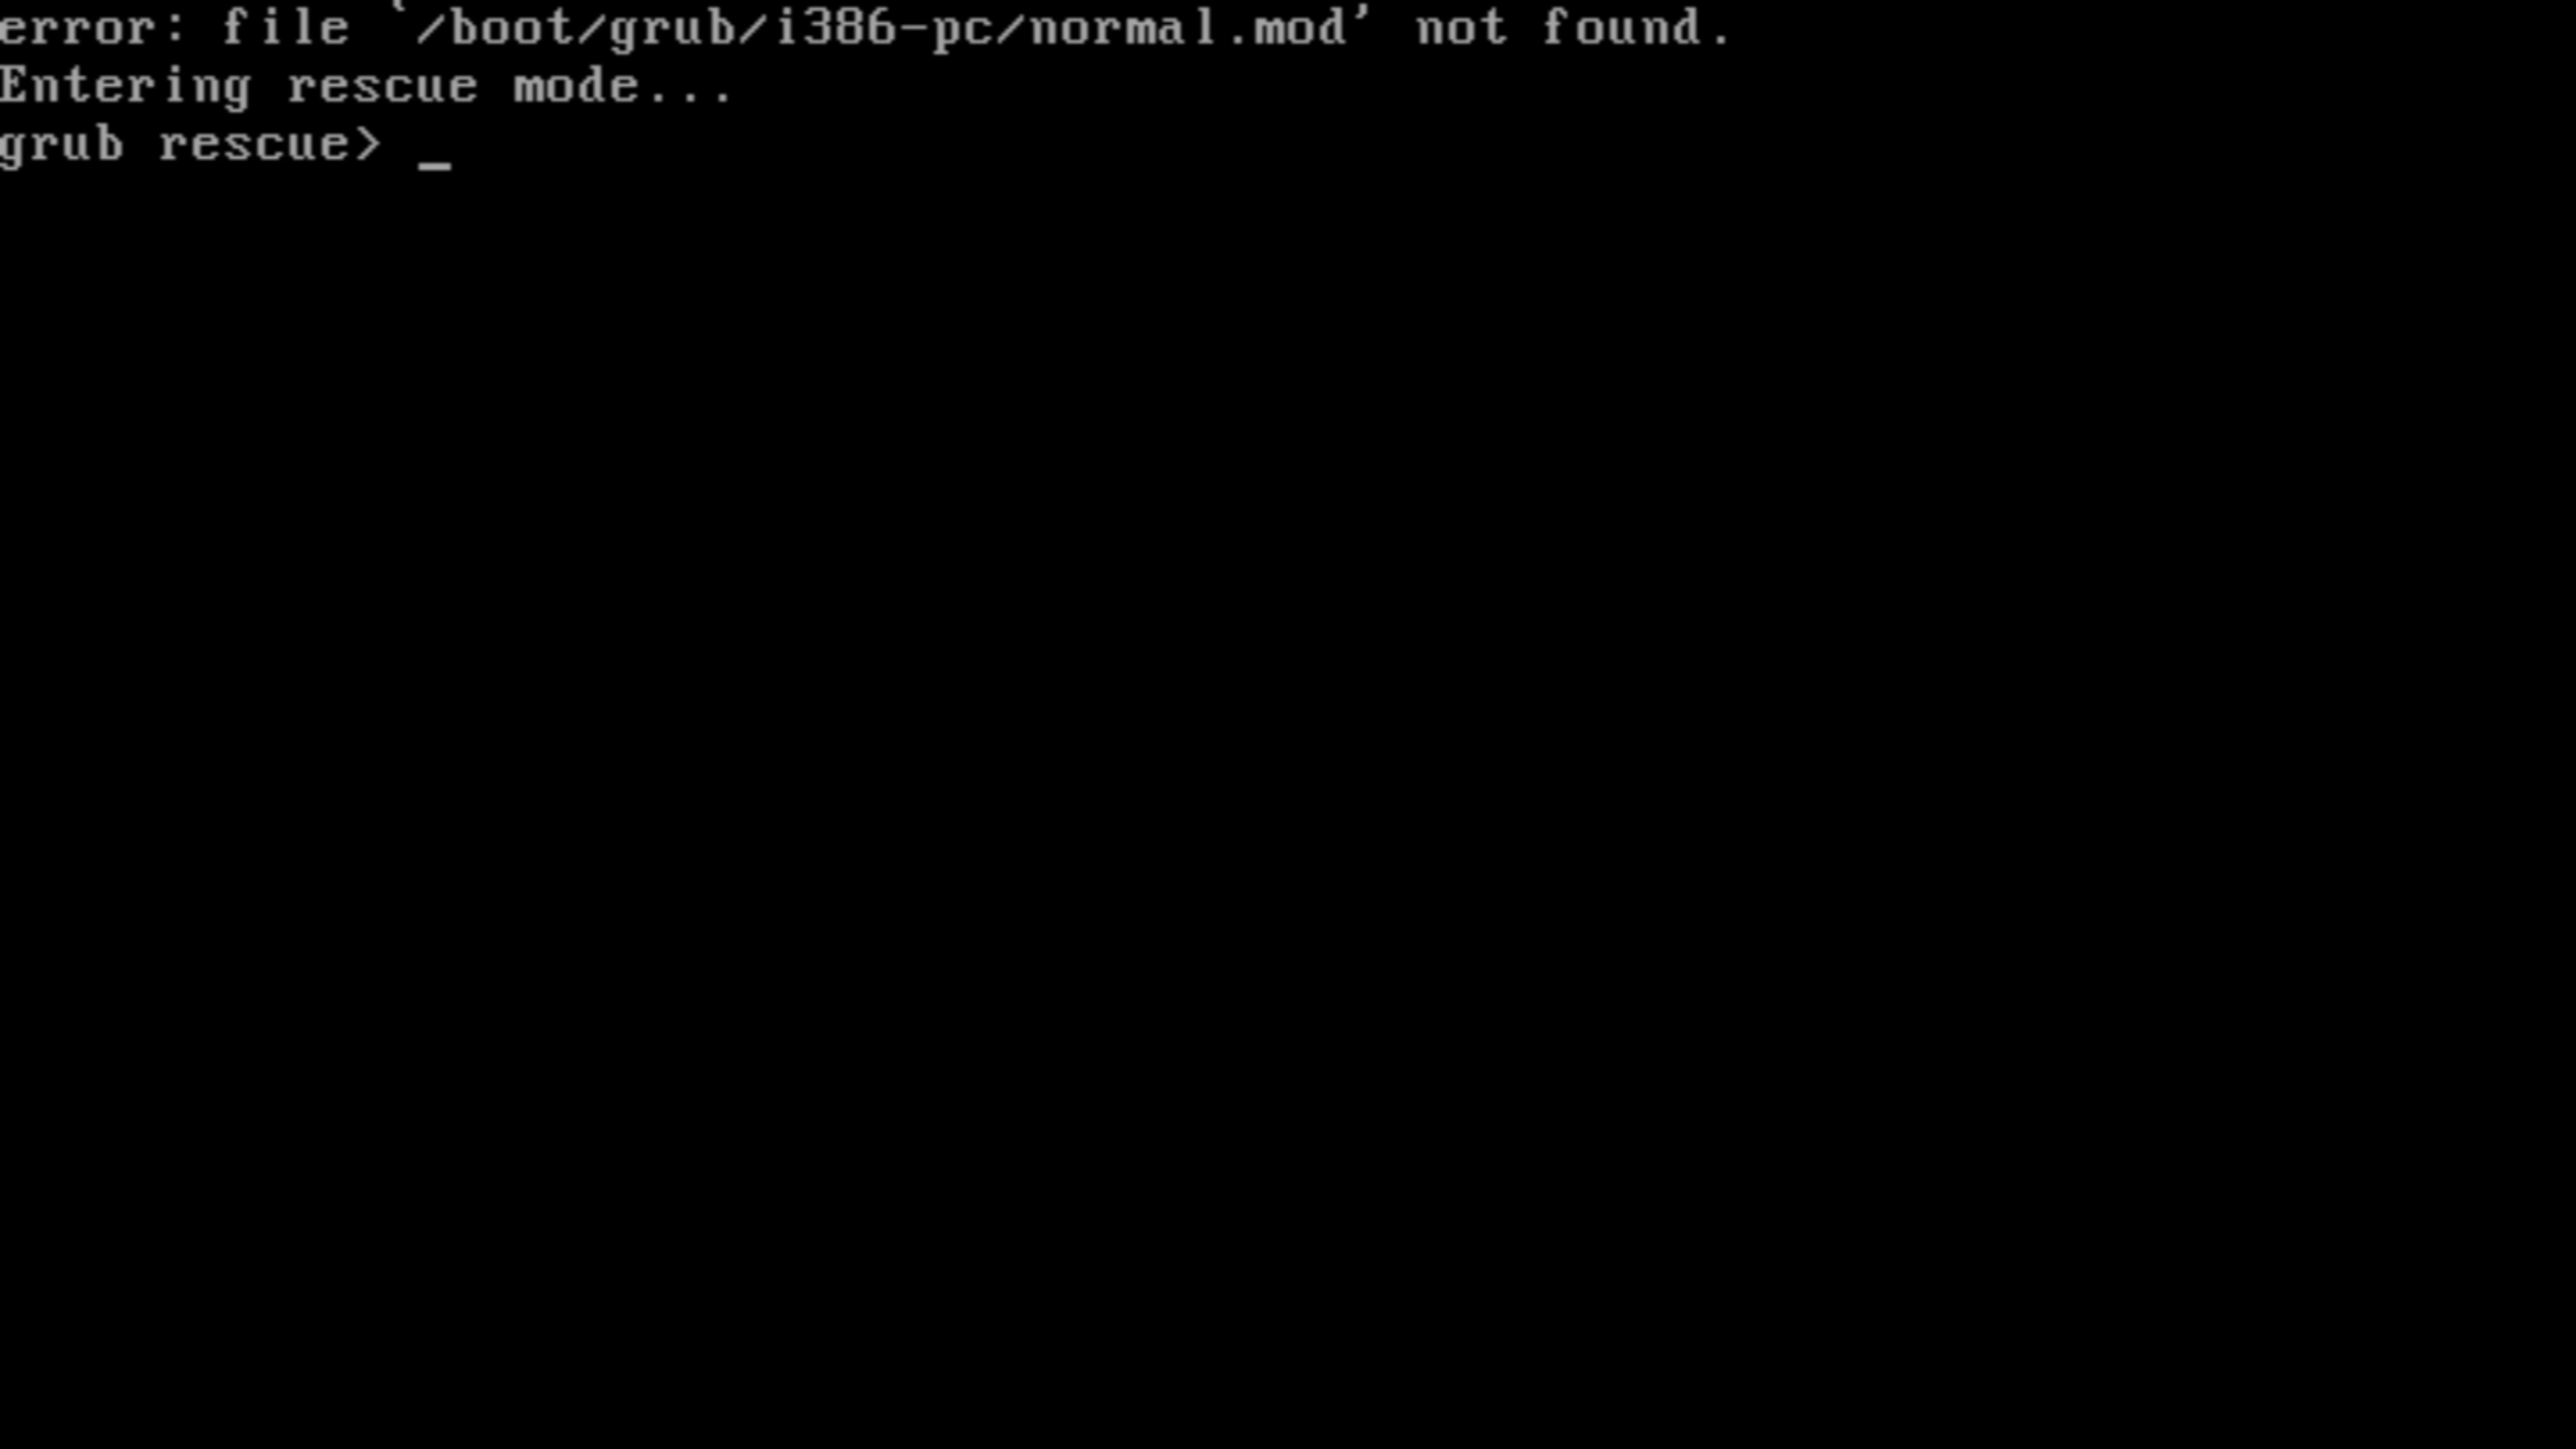 error: file `/boot/grub/i386-pc/normal.mod' not found.
Entering rescue mode...
grub rescue> _